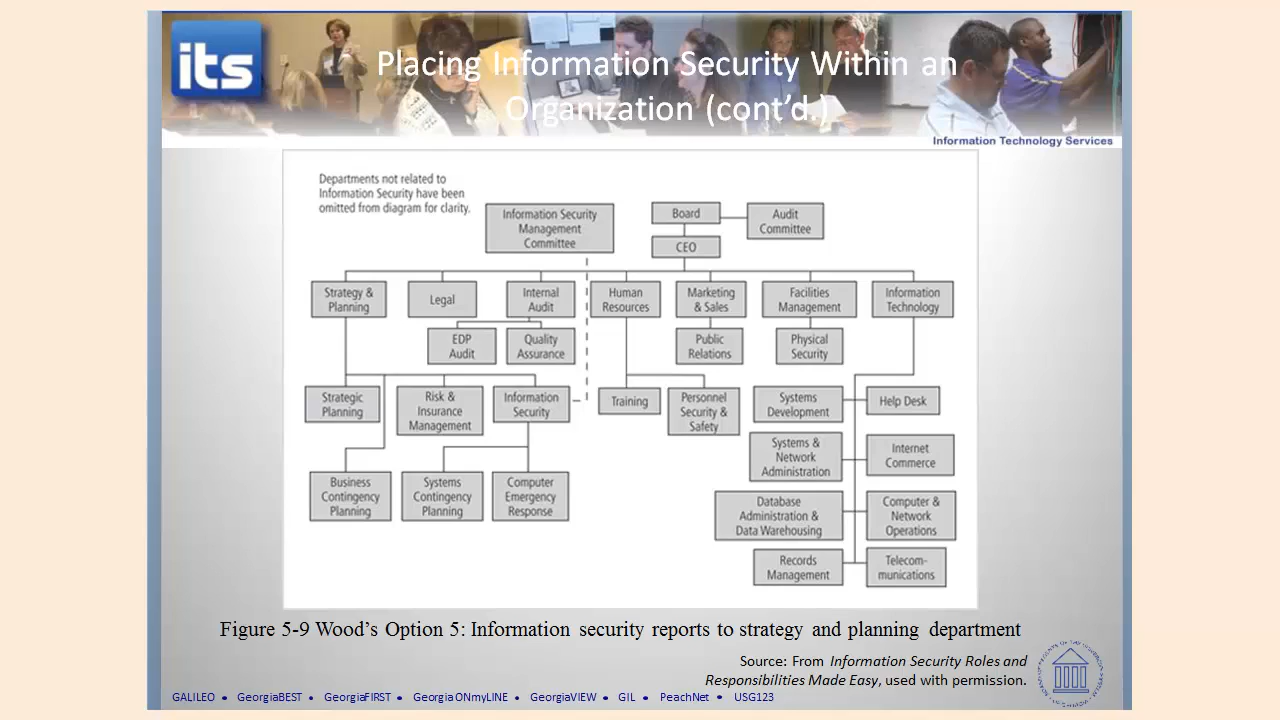 its
Placing Information Security Within an
Organization (cont'd.)
Information Technology Services
Departments not related to
Information Security have been
omitted from diagram for clarity.
Information Security
Management
Committee
Board
Audit
Committee
CEO
Strategy &
Planning
Legal
Internal
Audit
Human
Resources
Marketing
& Sales
Facilities
Management
Information
Technology
EDP
Audit
Quality
Assurance
Public
Relations
Physical
Security
Strategic
Planning
Risk &
Insurance
Management
Information
Security
Training
Personnel
Security &
Safety
Systems
Development
Help Desk
Systems &
Network
Administration
Internet
Commerce
Business
Contingency
Planning
Systems
Contingency
Planning
Computer
Emergency
Response
Database
Administration &
Data Warehousing
Computer &
Network
Operations
Records
Management
Telecom-
munications
Figure 5-9 Wood's Option 5: Information security reports to strategy and planning department
Source: From Information Security Roles and
Responsibilities Made Easy, used with permission.
GALILEO • GeorgiaBEST • GeorgiaFIRST • GeorgiaONmyLINE • GeorgiaVIEW • GIL • PeachNet • USG123